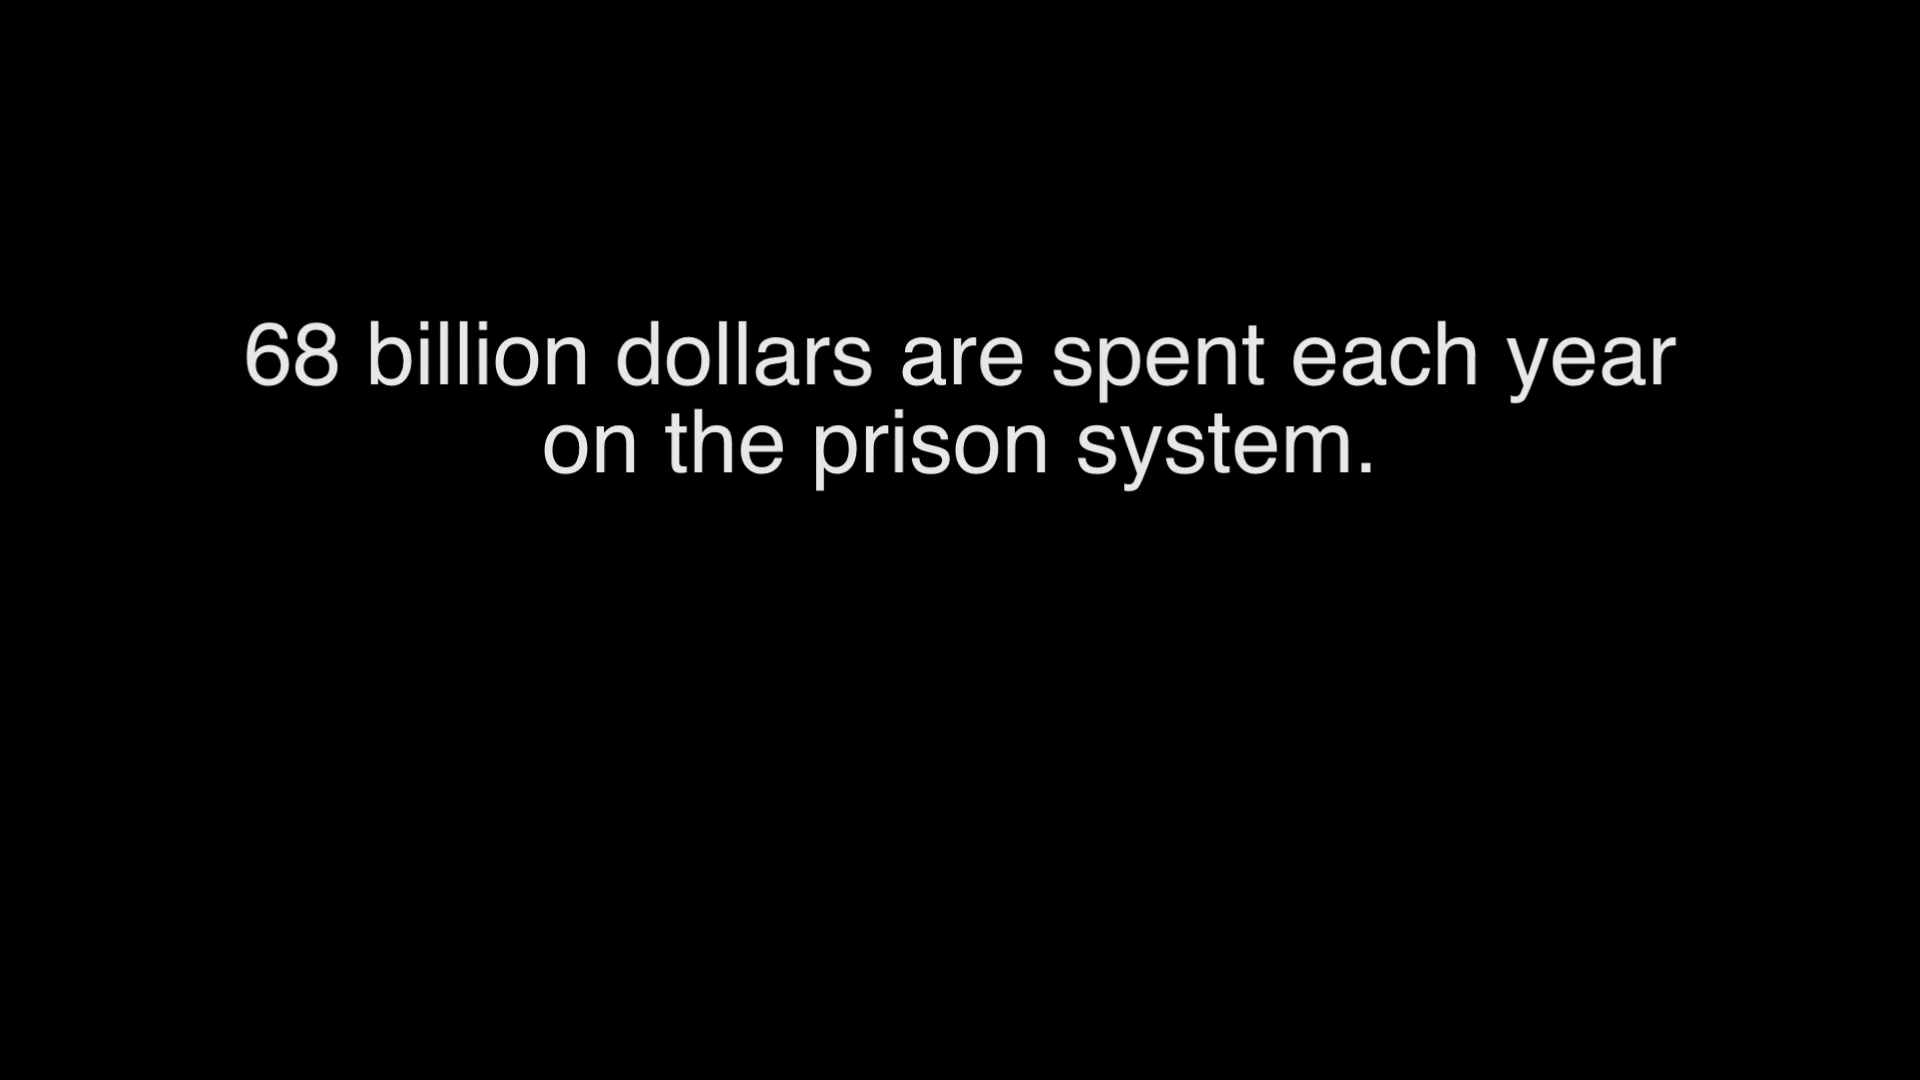 68 billion dollars are spent each year
on the prison system.